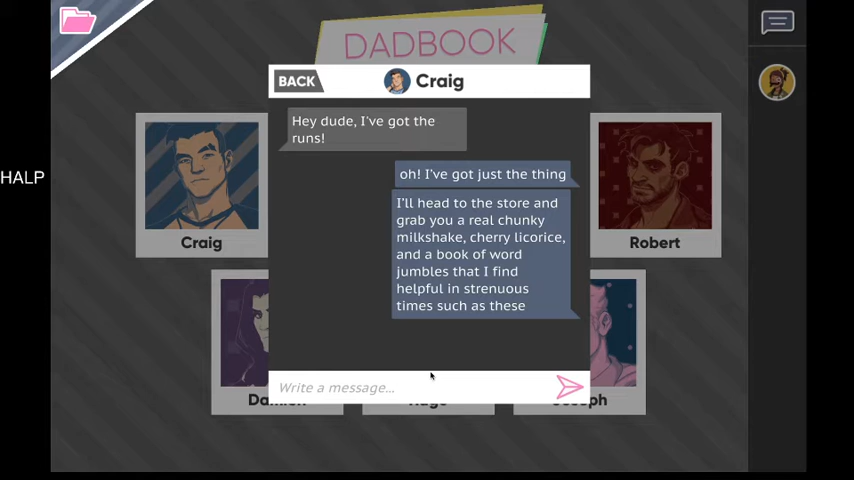 DADBOOK
BACK
Craig
Hey dude, I've got the
runs!
oh! I've got just the thing
HALP
I'll head to the store and
grab you a real chunky
milkshake, cherry licorice,
and a book of word
jumbles that I find
helpful in strenuous
times such as these
Craig
Robert
Write a message...
Joseph